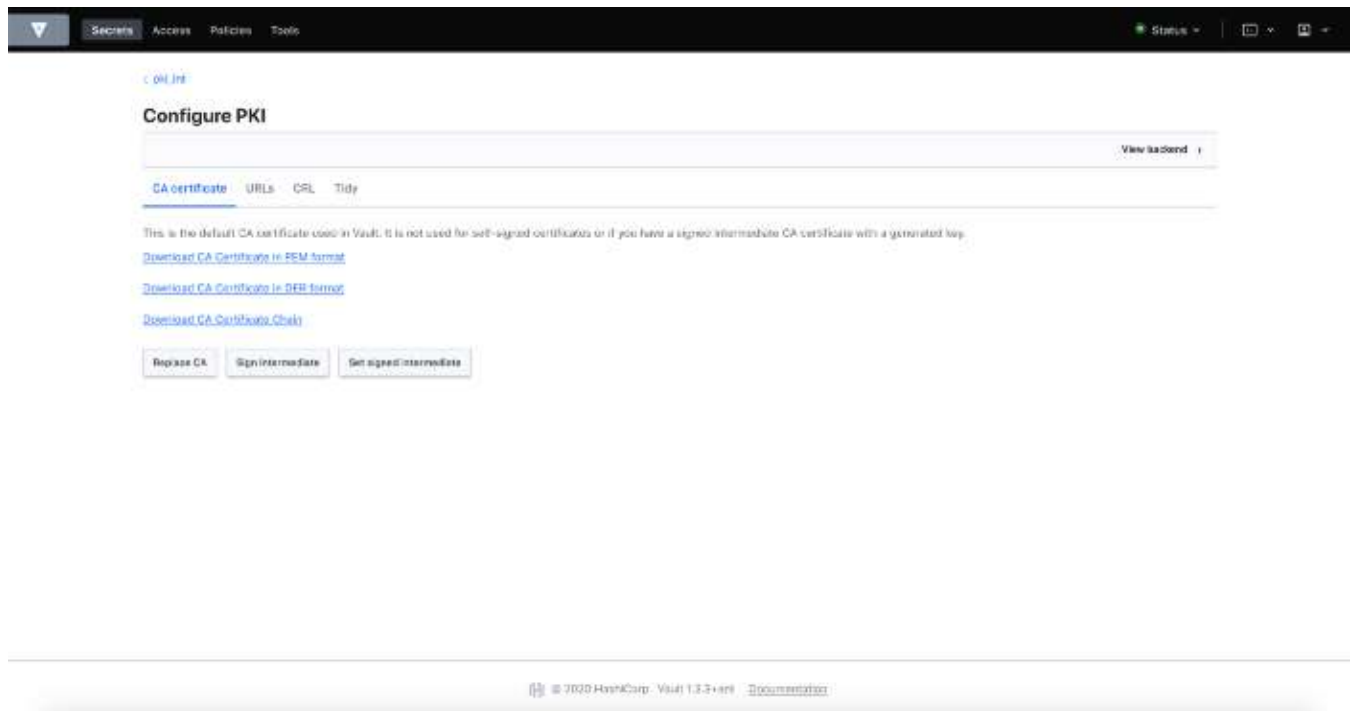 Secrets Access Policies Tools Status
< pki_int
Configure PKI
View backend
CA certificate URLs CRL Tidy
This is the default CA certificate used in Vault. It is not used for self-signed certificates or if you have a signed intermediate CA certificate with a generated key.
Download CA Certificate in PEM format
Download CA Certificate in DER format
Download CA Certificate Chain
Replace CA Sign intermediate Set signed intermediate
© 2020 HashiCorp Vault 1.3.3+ent Documentation